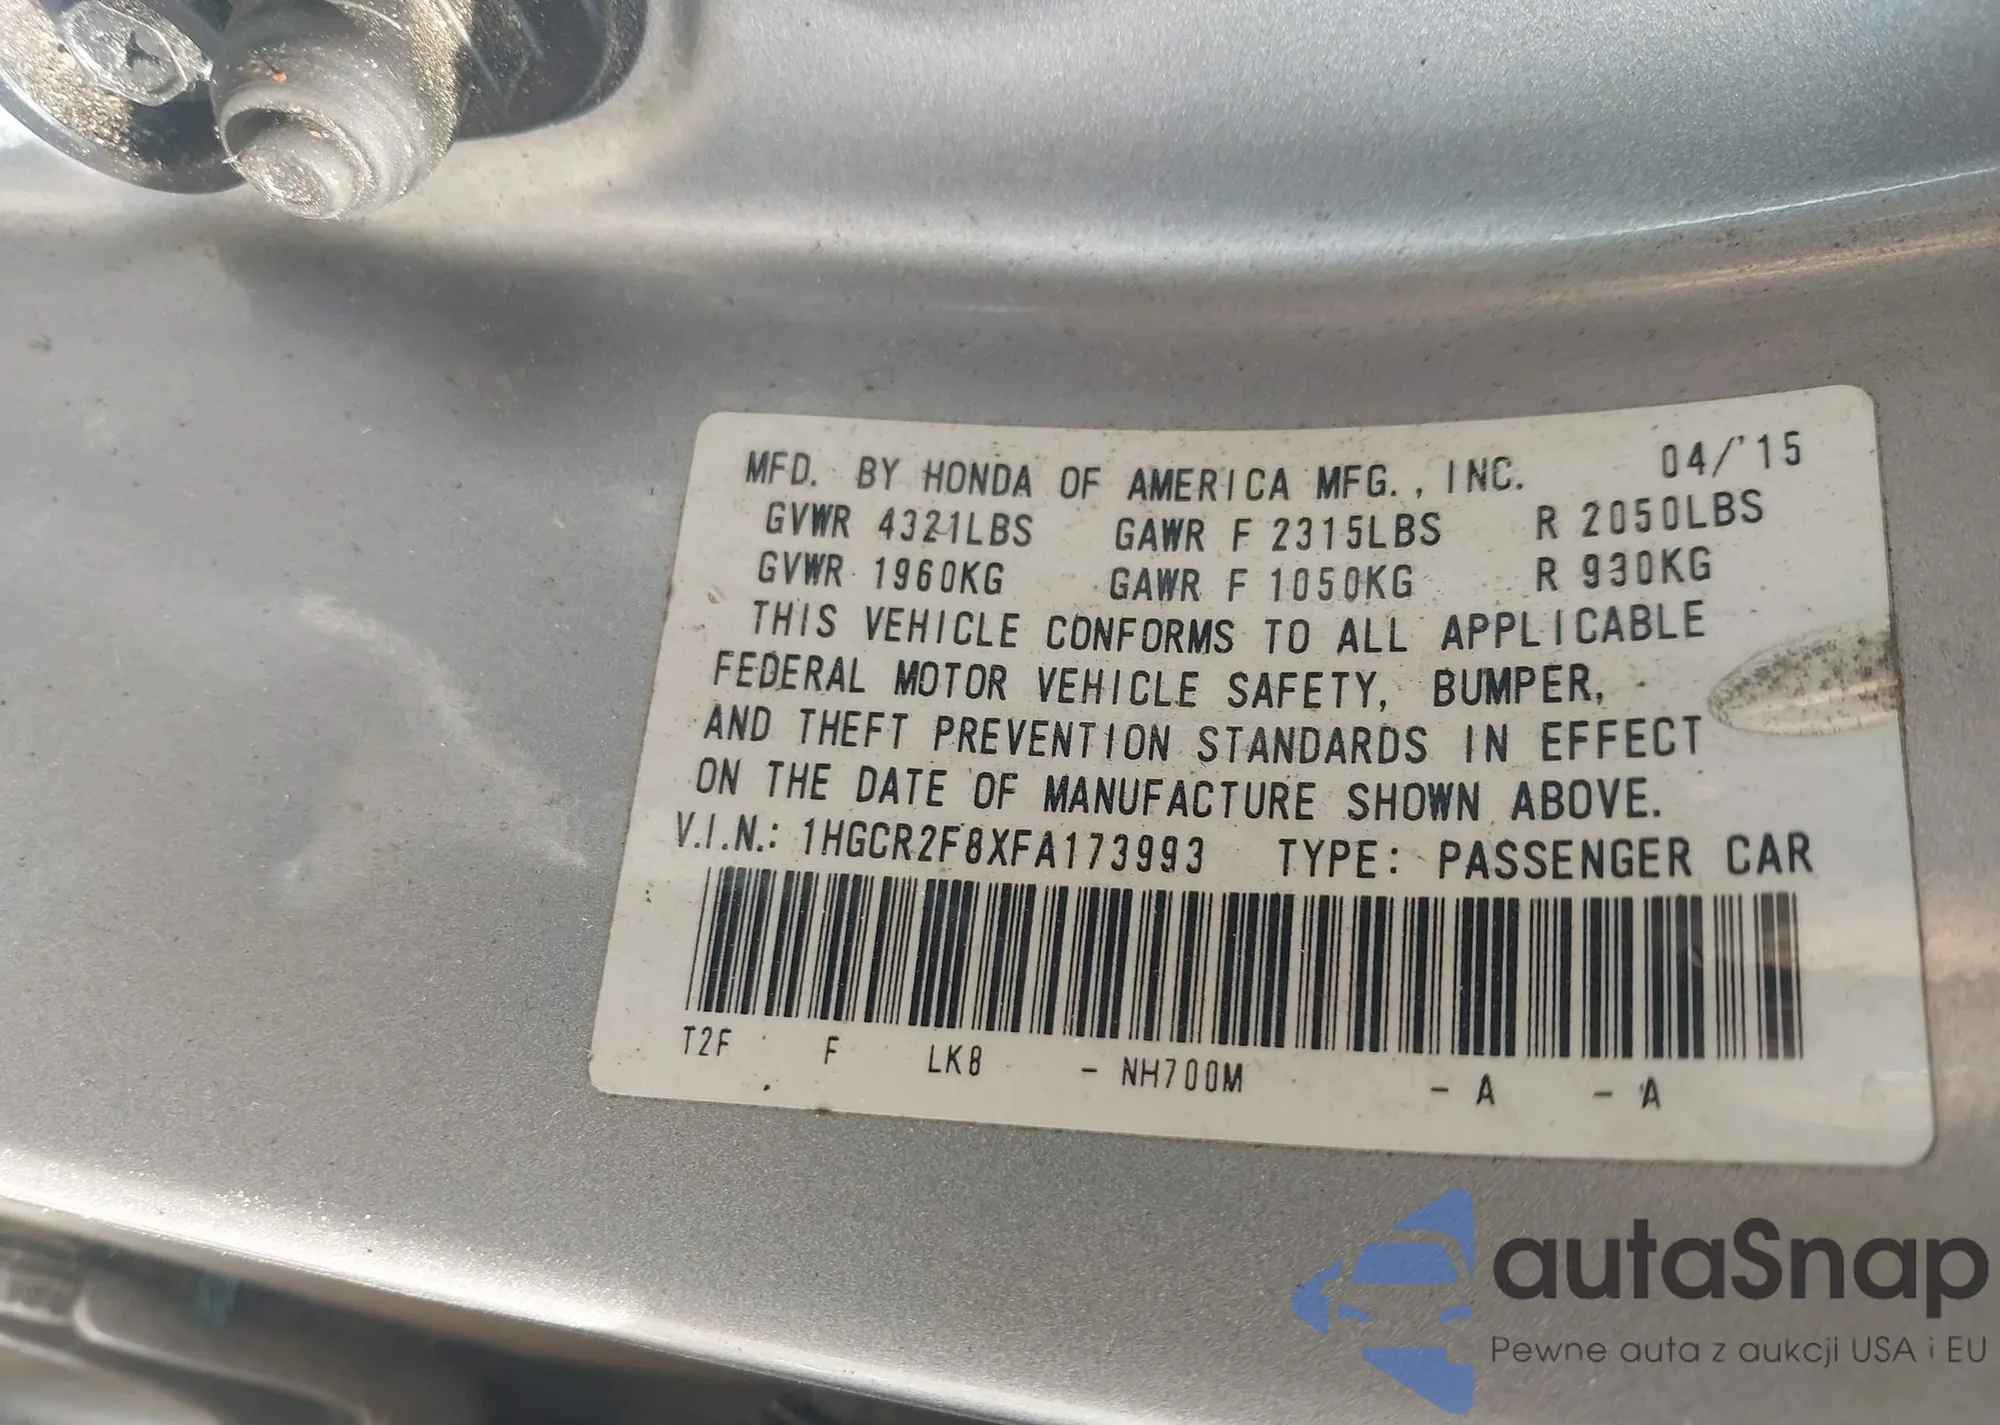 MFD. BY HONDA OF AMERICA MFG., INC. 04/'15
GVWR 4321LBS GAWR F 2315LBS R 2050LBS
GVWR 1960KG GAWR F 1050KG R 930KG
THIS VEHICLE CONFORMS TO ALL APPLICABLE
FEDERAL MOTOR VEHICLE SAFETY, BUMPER,
AND THEFT PREVENTION STANDARDS IN EFFECT
ON THE DATE OF MANUFACTURE SHOWN ABOVE.
V.I.N.: 1HGCR2F8XFA173993 TYPE: PASSENGER CAR
T2F F LK8 - NH700M - A - A
autaSnap
Pewne auta z aukcji USA i EU